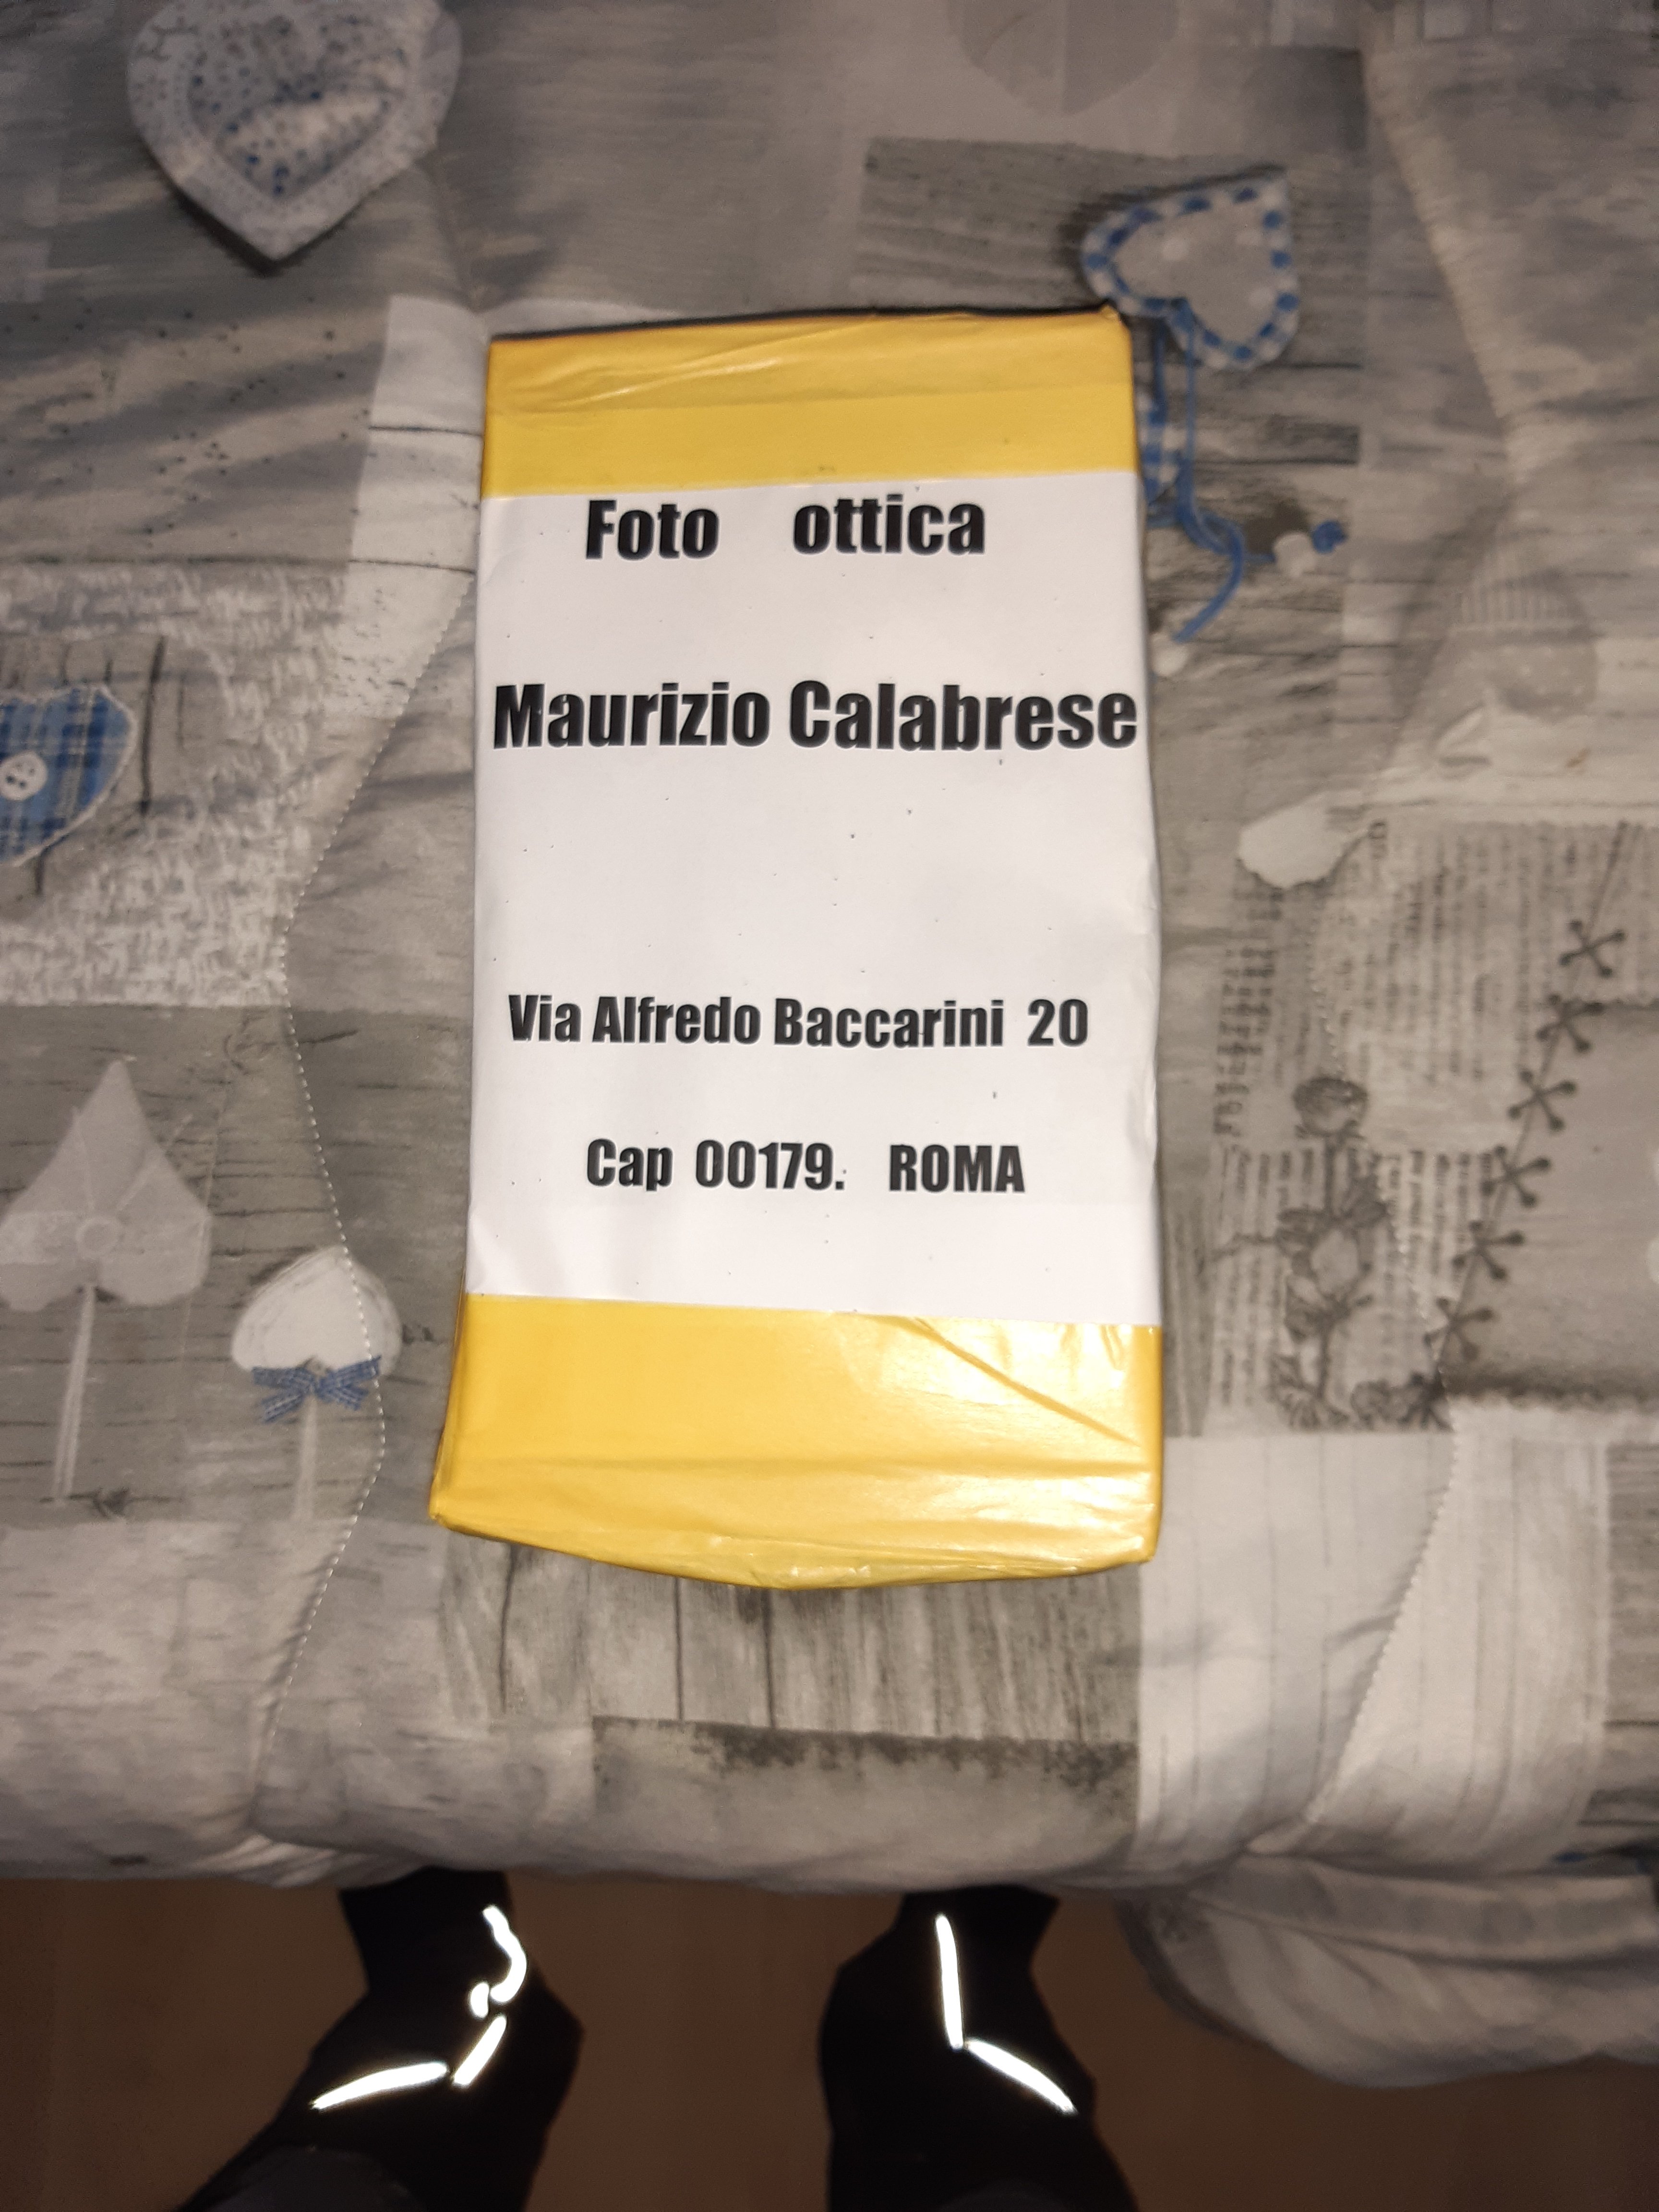 Foto ottica
Maurizio Calabrese
Via Alfredo Baccarini 20
Cap 00179. ROMA